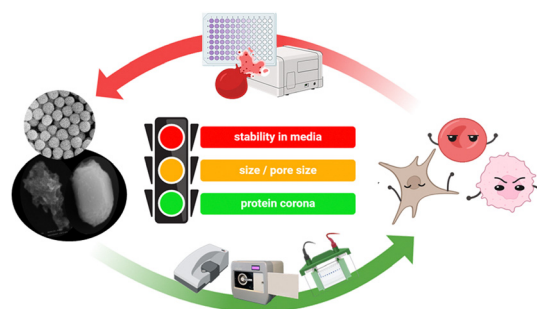 stability in media
size / pore size
protein corona